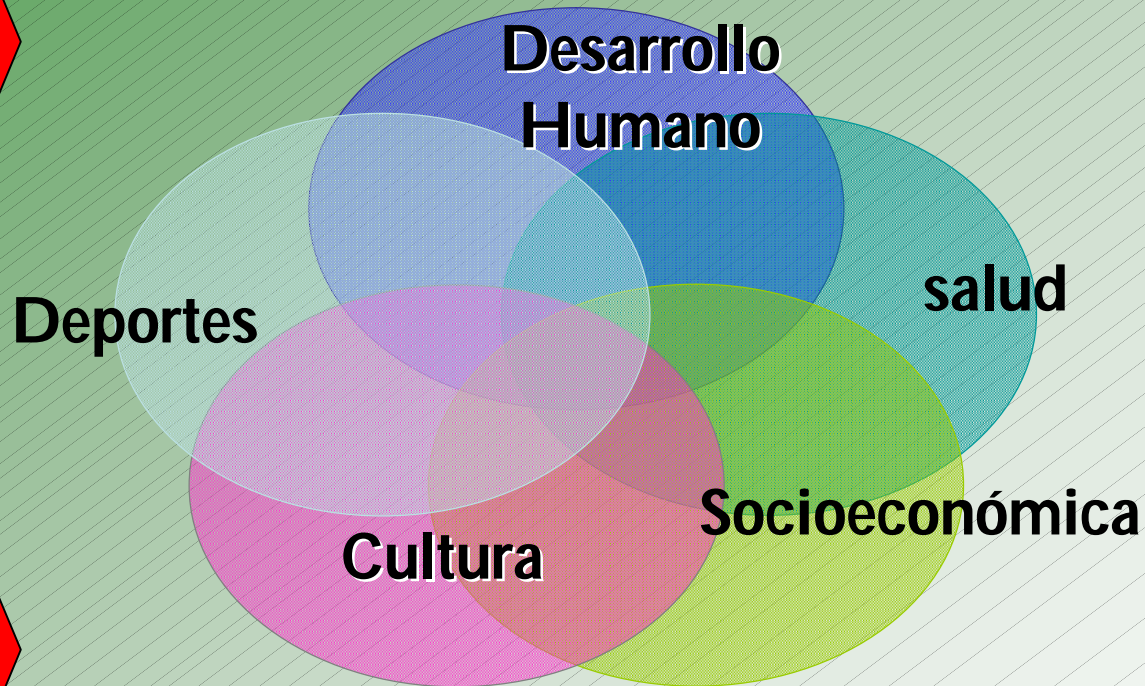 Desarrollo
Humano
salud
Deportes
Socioeconómica
Cultura